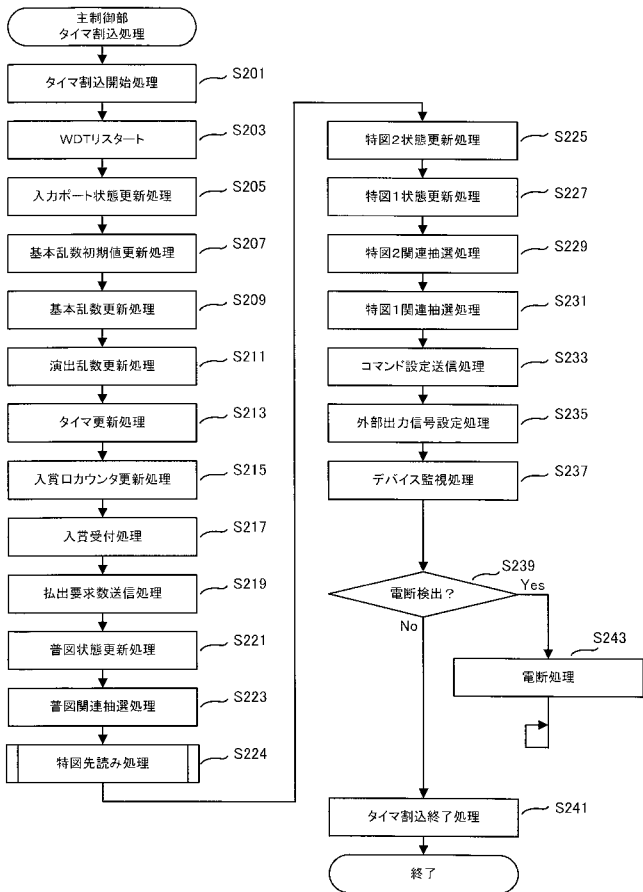 主制御部
タイマ割込処理
タイマ割込開始処理
S201
WDTリスタート
S203
入力ポート状態更新処理
S205
基本乱数初期値更新処理
S207
基本乱数更新処理
S209
演出乱数更新処理
S211
タイマ更新処理
S213
入賞口カウンタ更新処理
S215
入賞受付処理
S217
払出要求数送信処理
S219
普図状態更新処理
S221
普図関連抽選処理
S223
特図先読み処理
S224
特図2状態更新処理
S225
特図1状態更新処理
S227
特図2関連抽選処理
S229
特図1関連抽選処理
S231
コマンド設定送信処理
S233
外部出力信号設定処理
S235
デバイス監視処理
S237
電断検出?
S239
Yes
No
電断処理
S243
タイマ割込終了処理
S241
終了